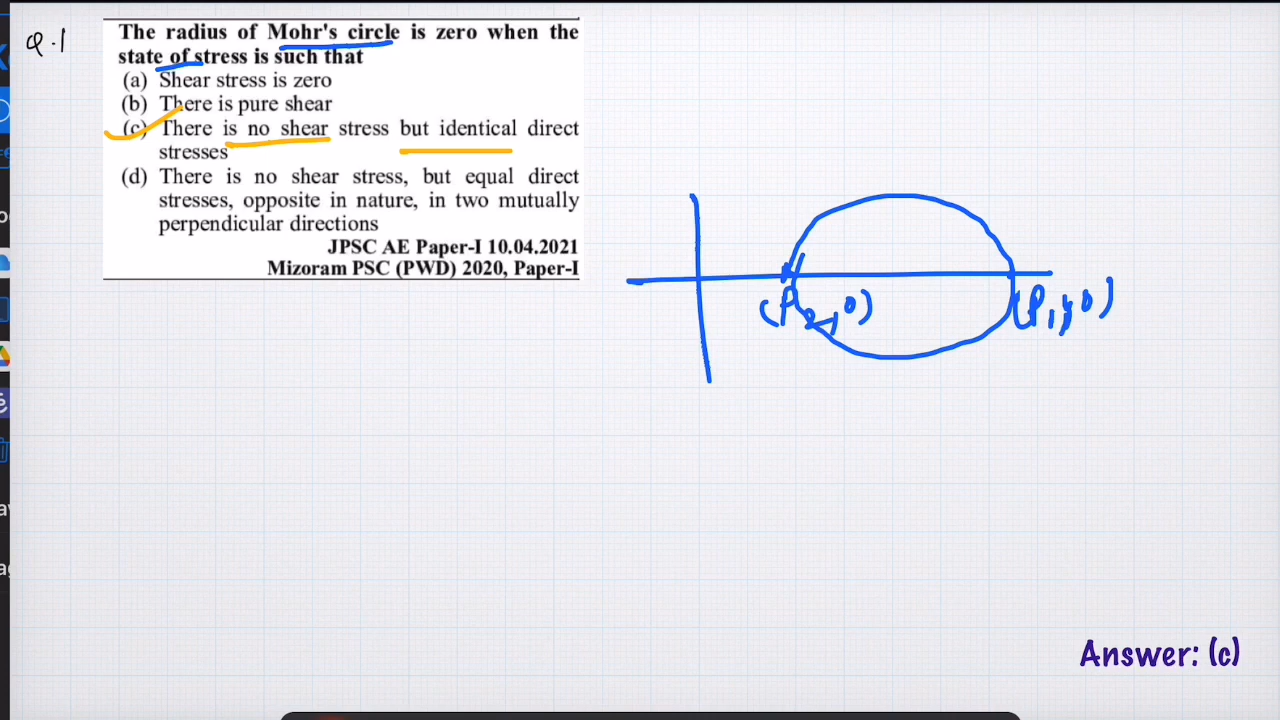 Q.1
The radius of Mohr's circle is zero when the
state of stress is such that
(a) Shear stress is zero
(b) There is pure shear
(c) There is no shear stress but identical direct
stresses
(d) There is no shear stress, but equal direct
stresses, opposite in nature, in two mutually
perpendicular directions
JPSC AE Paper-I 10.04.2021
Mizoram PSC (PWD) 2020, Paper-I
(P2,0)
(P1,0)
Answer: (c)